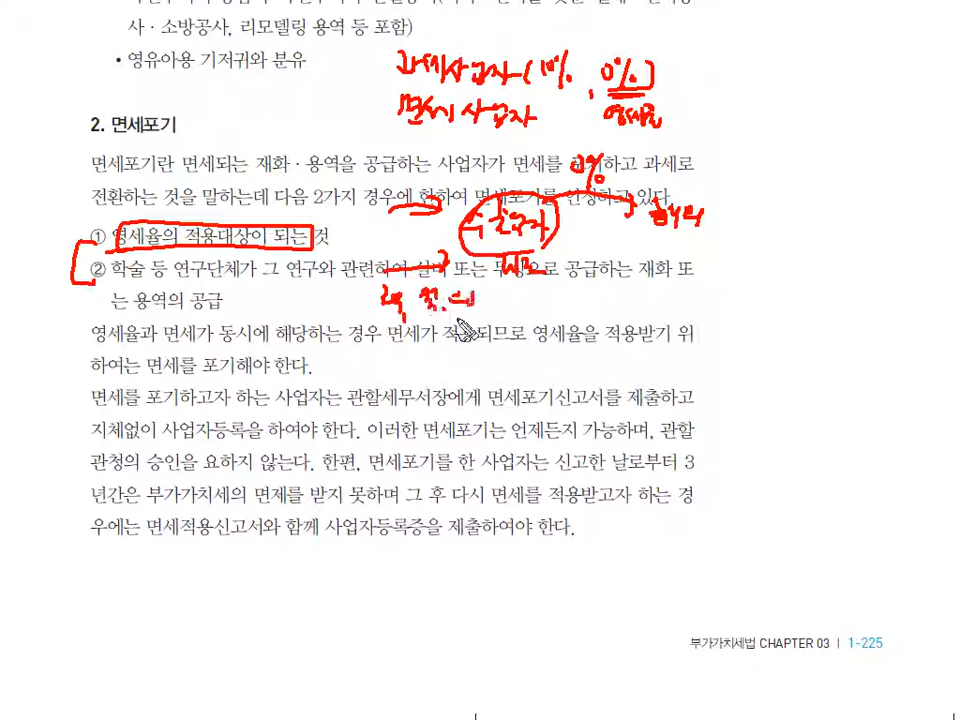 사 · 소방공사, 리모델링 용역 등 포함)
• 영유아용 기저귀와 분유
과세사업자 ( 10%, 0% )
면세사업자 영세율
2. 면세포기
면세포기란 면세되는 재화 · 용역을 공급하는 사업자가 면세를 포기하고 과세로
0%
전환하는 것을 말하는데 다음 2가지 경우에 한하여 면세포기를 인정하고 있다.
① 영세율의 적용대상이 되는 것
② 학술 등 연구단체가 그 연구와 관련하여 실비 또는 무상으로 공급하는 재화 또
는 용역의 공급
영세율과 면세가 동시에 해당하는 경우 면세가 적용되므로 영세율을 적용받기 위
하여는 면세를 포기해야 한다.
면세를 포기하고자 하는 사업자는 관할세무서장에게 면세포기신고서를 제출하고
지체없이 사업자등록을 하여야 한다. 이러한 면세포기는 언제든지 가능하며, 관할
관청의 승인을 요하지 않는다. 한편, 면세포기를 한 사업자는 신고한 날로부터 3
년간은 부가가치세의 면제를 받지 못하며 그 후 다시 면세를 적용받고자 하는 경
우에는 면세적용신고서와 함께 사업자등록증을 제출하여야 한다.
부가가치세법 CHAPTER 03 | 1-225